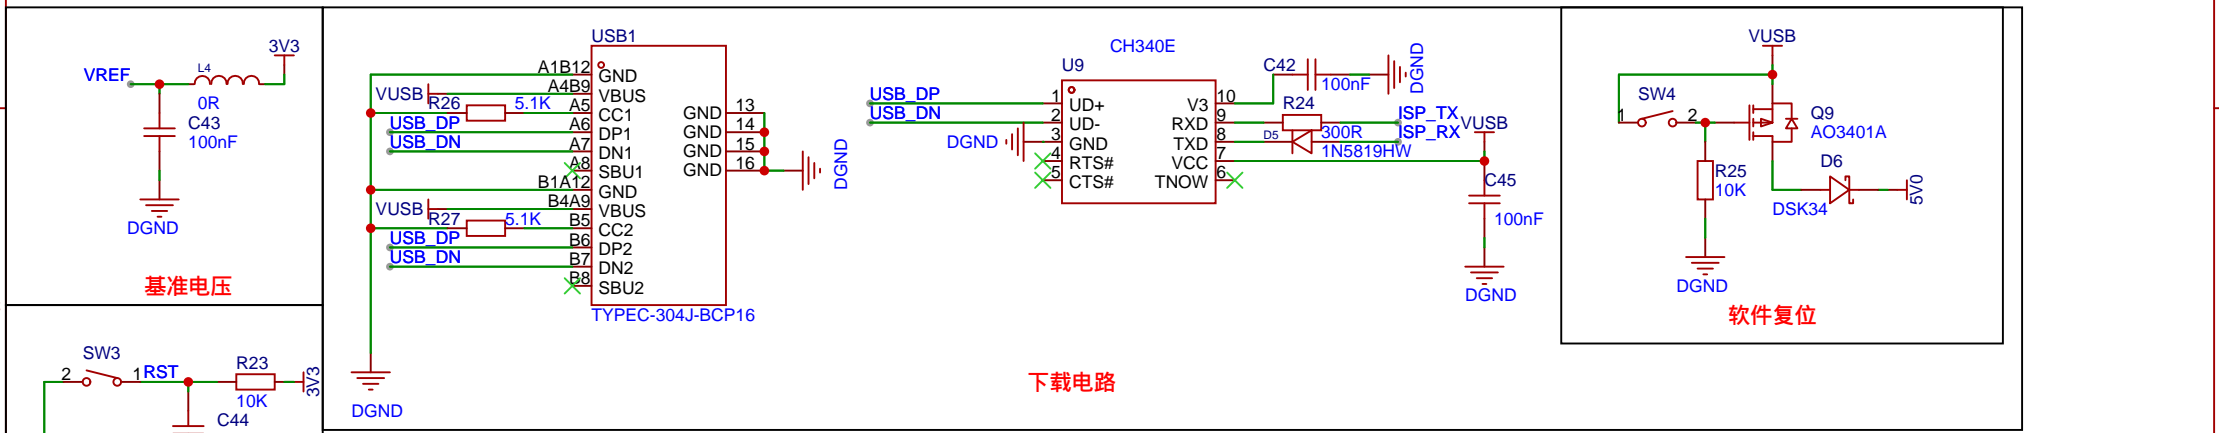 3V3
VREF
L4
0R
C43
100nF
DGND
基准电压
SW3
2
1
RST
R23
10K
3V3
C44
USB1
A1B12
GND
A4B9
VBUS
VUSB
R26
5.1K
A5
CC1
USB_DP
A6
DP1
USB_DN
A7
DN1
A8
SBU1
B1A12
GND
B4A9
VBUS
VUSB
R27
5.1K
B5
CC2
USB_DP
B6
DP2
USB_DN
B7
DN2
B8
SBU2
GND
13
GND
14
GND
15
GND
16
DGND
TYPEC-304J-BCP16
DGND
CH340E
U9
USB_DP
1
UD+
USB_DN
2
UD-
DGND
3
GND
4
RTS#
5
CTS#
V3
10
RXD
9
TXD
8
VCC
7
TNOW
6
C42
100nF
DGND
R24
300R
ISP_TX
D5
1N5819HW
ISP_RX
VUSB
C45
100nF
DGND
下载电路
VUSB
SW4
1
2
Q9
AO3401A
R25
10K
D6
DSK34
5V0
DGND
软件复位